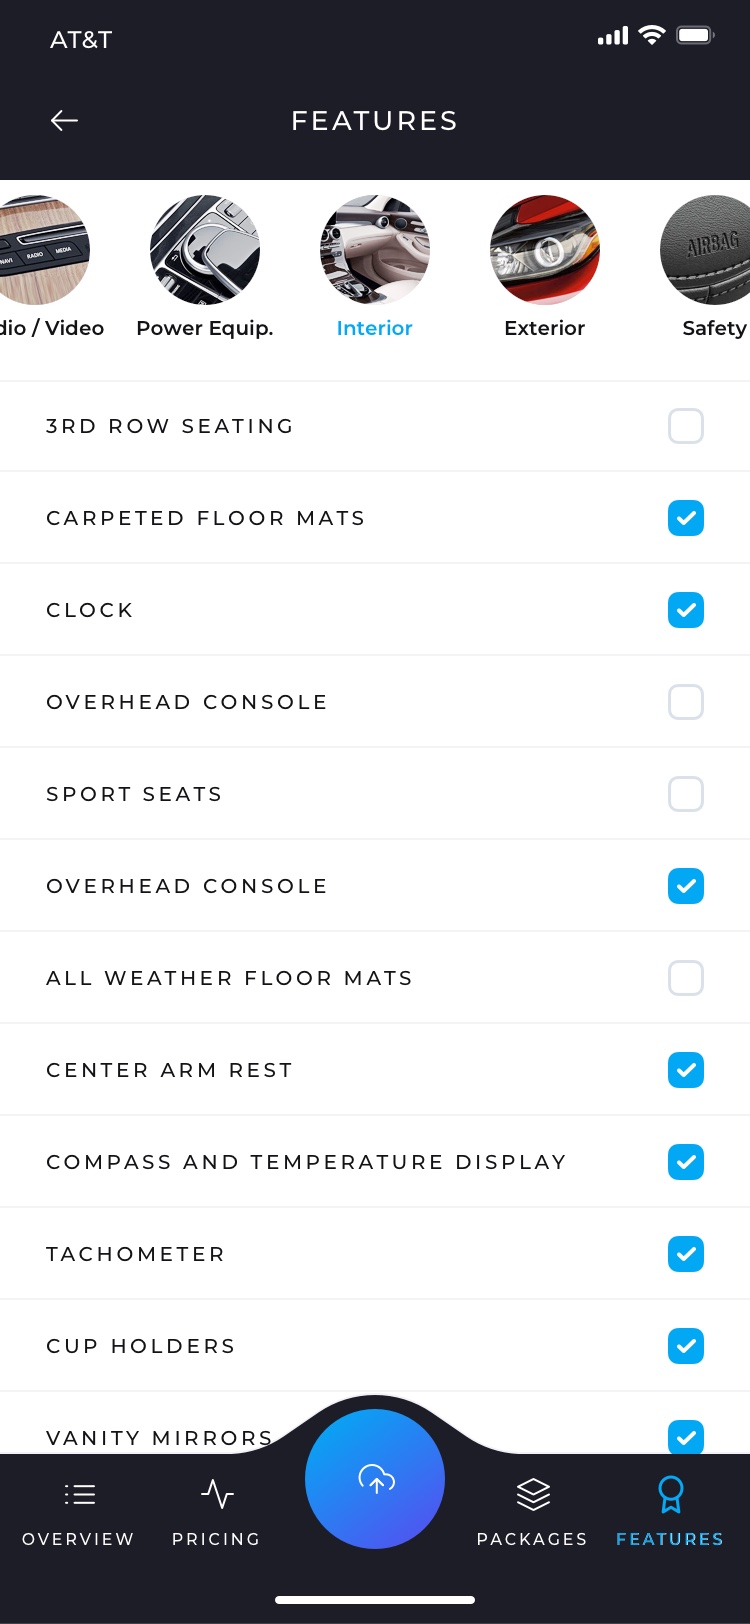 AT&T
FEATURES
NAVI RADIO MEDIA
AIRBAG
dio / Video Power Equip. Interior Exterior Safety
3RD ROW SEATING
CARPETED FLOOR MATS
CLOCK
OVERHEAD CONSOLE
SPORT SEATS
OVERHEAD CONSOLE
ALL WEATHER FLOOR MATS
CENTER ARM REST
COMPASS AND TEMPERATURE DISPLAY
TACHOMETER
CUP HOLDERS
VANITY MIRRORS
OVERVIEW PRICING PACKAGES FEATURES